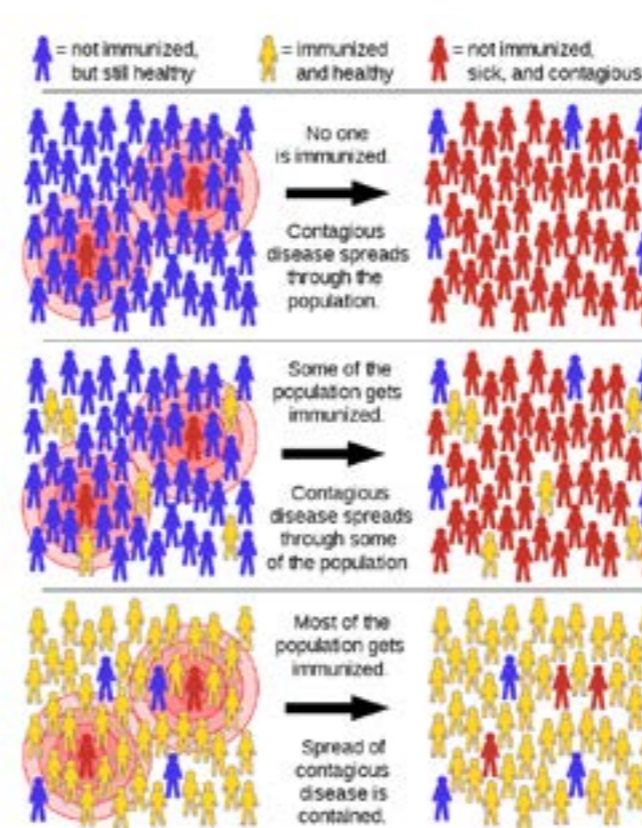 = not immunized,
but still healthy
= immunized
and healthy
= not immunized,
sick, and contagious
No one
is immunized.
Contagious
disease spreads
through the
population.
Some of the
population gets
immunized.
Contagious
disease spreads
through some
of the population
Most of the
population gets
immunized.
Spread of
contagious
disease is
contained.